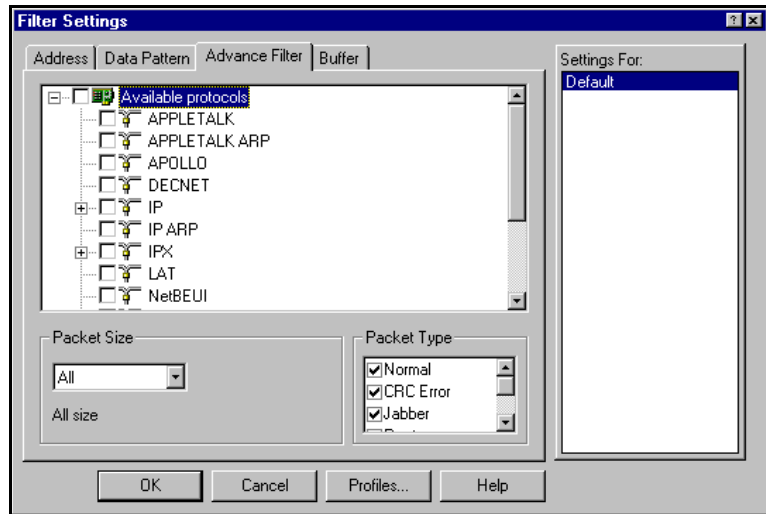 Filter Settings
Address
Data Pattern
Advance Filter
Buffer
Available protocols
APPLETALK
APPLETALK ARP
APOLLO
DECNET
IP
IP ARP
IPX
LAT
NetBEUI
Packet Size
All
All size
Packet Type
Normal
CRC Error
Jabber
Settings For:
Default
OK
Cancel
Profiles...
Help